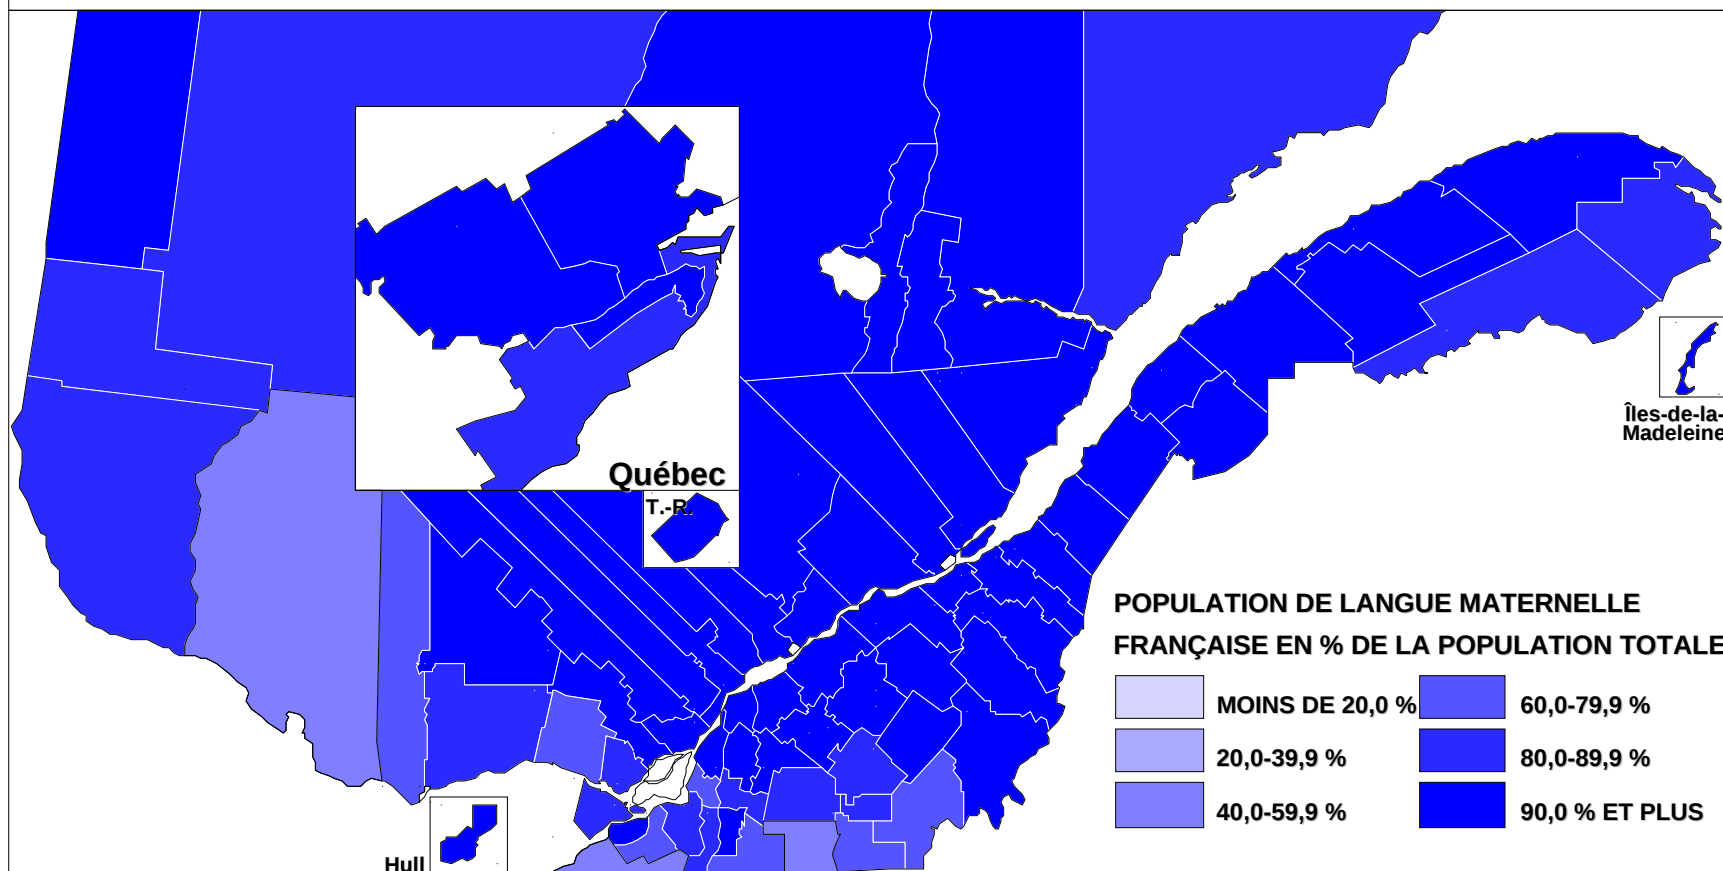 Québec
T.-R.
Îles-de-la-
Madeleine
POPULATION DE LANGUE MATERNELLE
FRANÇAISE EN % DE LA POPULATION TOTALE
MOINS DE 20,0 %
60,0-79,9 %
20,0-39,9 %
80,0-89,9 %
40,0-59,9 %
90,0 % ET PLUS
Hull